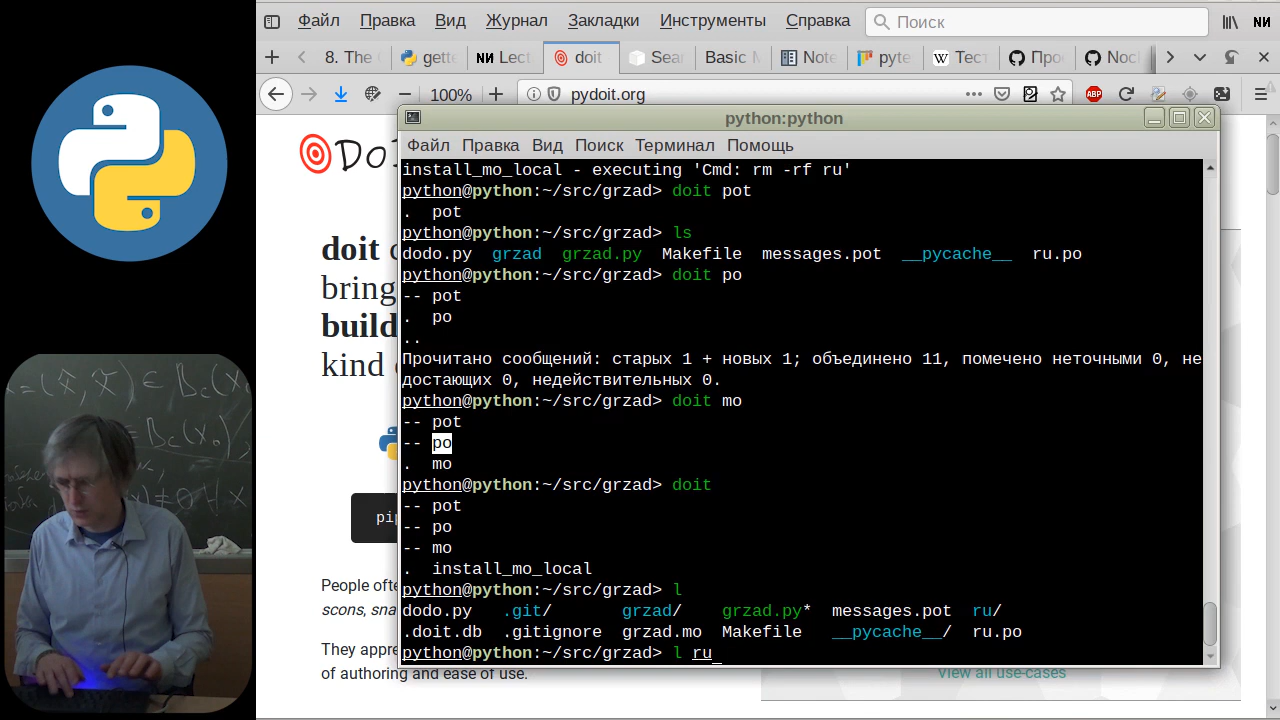 Файл Правка Вид Журнал Закладки Инструменты Справка Поиск
8. The gette Lect doit Sear Basic Note pyte Тест Про Noc
100% pydoit.org ABP
python:python
Файл Правка Вид Поиск Терминал Помощь
install_mo_local - executing 'Cmd: rm -rf ru'
python@python:~/src/grzad> doit pot
. pot
python@python:~/src/grzad> ls
dodo.py grzad grzad.py Makefile messages.pot __pycache__ ru.po
python@python:~/src/grzad> doit po
-- pot
. po
..
Прочитано сообщений: старых 1 + новых 1; объединено 11, помечено неточными 0, не
достающих 0, недействительных 0.
python@python:~/src/grzad> doit mo
-- pot
-- po
. mo
python@python:~/src/grzad> doit
-- pot
-- po
-- mo
. install_mo_local
python@python:~/src/grzad> l
dodo.py .git/ grzad/ grzad.py* messages.pot ru/
.doit.db .gitignore grzad.mo Makefile __pycache__/ ru.po
python@python:~/src/grzad> l ru
Do
doit
bring
build
kind
pip
People ofte
scons, sna
They appre
of authoring and ease of use.
View all use-cases